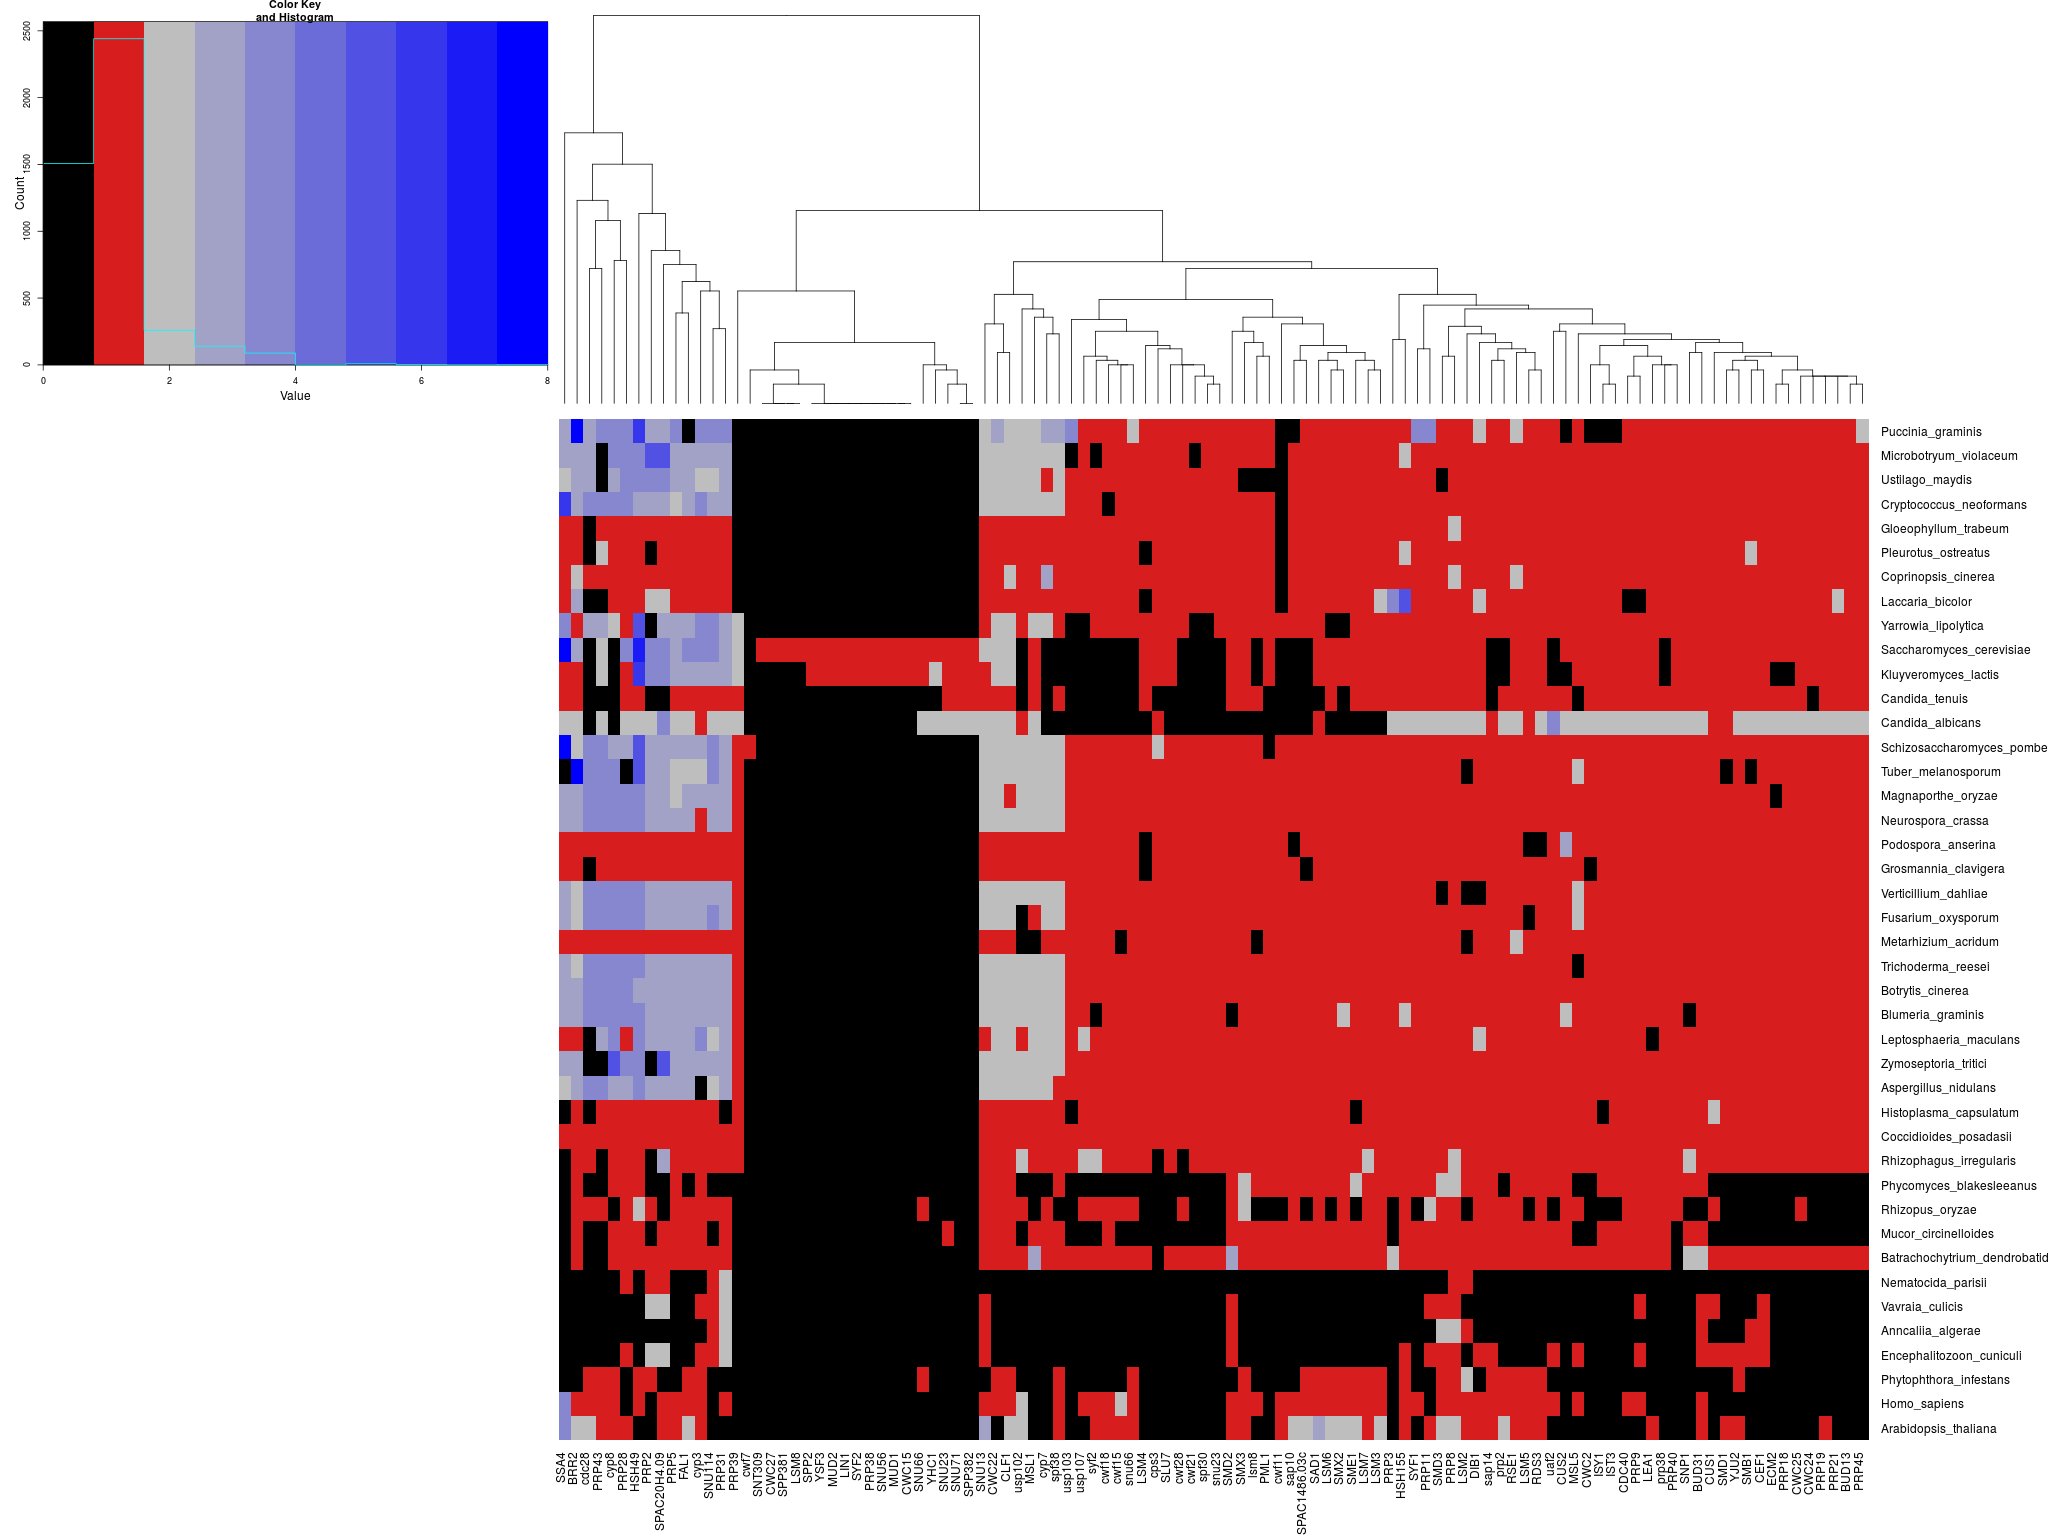 Color Key
and Histogram
Count
0
500
1000
1500
2000
2500
0 2 4 6 8
Value
Puccinia_graminis
Microbotryum_violaceum
Ustilago_maydis
Cryptococcus_neoformans
Gloeophyllum_trabeum
Pleurotus_ostreatus
Coprinopsis_cinerea
Laccaria_bicolor
Yarrowia_lipolytica
Saccharomyces_cerevisiae
Kluyveromyces_lactis
Candida_tenuis
Candida_albicans
Schizosaccharomyces_pombe
Tuber_melanosporum
Magnaporthe_oryzae
Neurospora_crassa
Podospora_anserina
Grosmannia_clavigera
Verticillium_dahliae
Fusarium_oxysporum
Metarhizium_acridum
Trichoderma_reesei
Botrytis_cinerea
Blumeria_graminis
Leptosphaeria_maculans
Zymoseptoria_tritici
Aspergillus_nidulans
Histoplasma_capsulatum
Coccidioides_posadasii
Rhizophagus_irregularis
Phycomyces_blakesleeanus
Rhizopus_oryzae
Mucor_circinelloides
Batrachochytrium_dendrobatid
Nematocida_parisii
Vavraia_culicis
Anncaliia_algerae
Encephalitozoon_cuniculi
Phytophthora_infestans
Homo_sapiens
Arabidopsis_thaliana
SSA4
BRR2
cdc28
PRP43
cyp8
PRP28
HSH49
PRP2
SPAC20H4.09
PRP5
FAL1
cyp3
SNU114
PRP31
PRP39
cwf7
SNT309
CWC27
SPP381
LSM8
SPP2
YSF3
MUD2
LIN1
SYF2
PRP38
SNU56
MUD1
CWC15
SNU66
YHC1
SNU23
SNU71
SPP382
SNU13
CWC22
CLF1
usp102
MSL1
cyp7
spf38
usp103
usp107
syf2
cwf18
cwf15
snu66
LSM4
cps3
SLU7
cwf28
cwf21
spf30
snu23
SMD2
SMX3
lsm8
PML1
cwf11
sap10
SPAC1486.03c
SAD1
LSM6
SMX2
SME1
LSM7
LSM3
PRP3
HSH155
SYF1
PRP11
SMD3
PRP8
LSM2
DIB1
sap14
prp2
RSE1
LSM5
RDS3
uaf2
CUS2
MSL5
CWC2
ISY1
IST3
CDC40
PRP9
LEA1
prp38
PRP40
SNP1
BUD31
CUS1
SMD1
YJU2
SMB1
CEF1
ECM2
PRP18
CWC25
CWC24
PRP19
PRP21
BUD13
PRP45